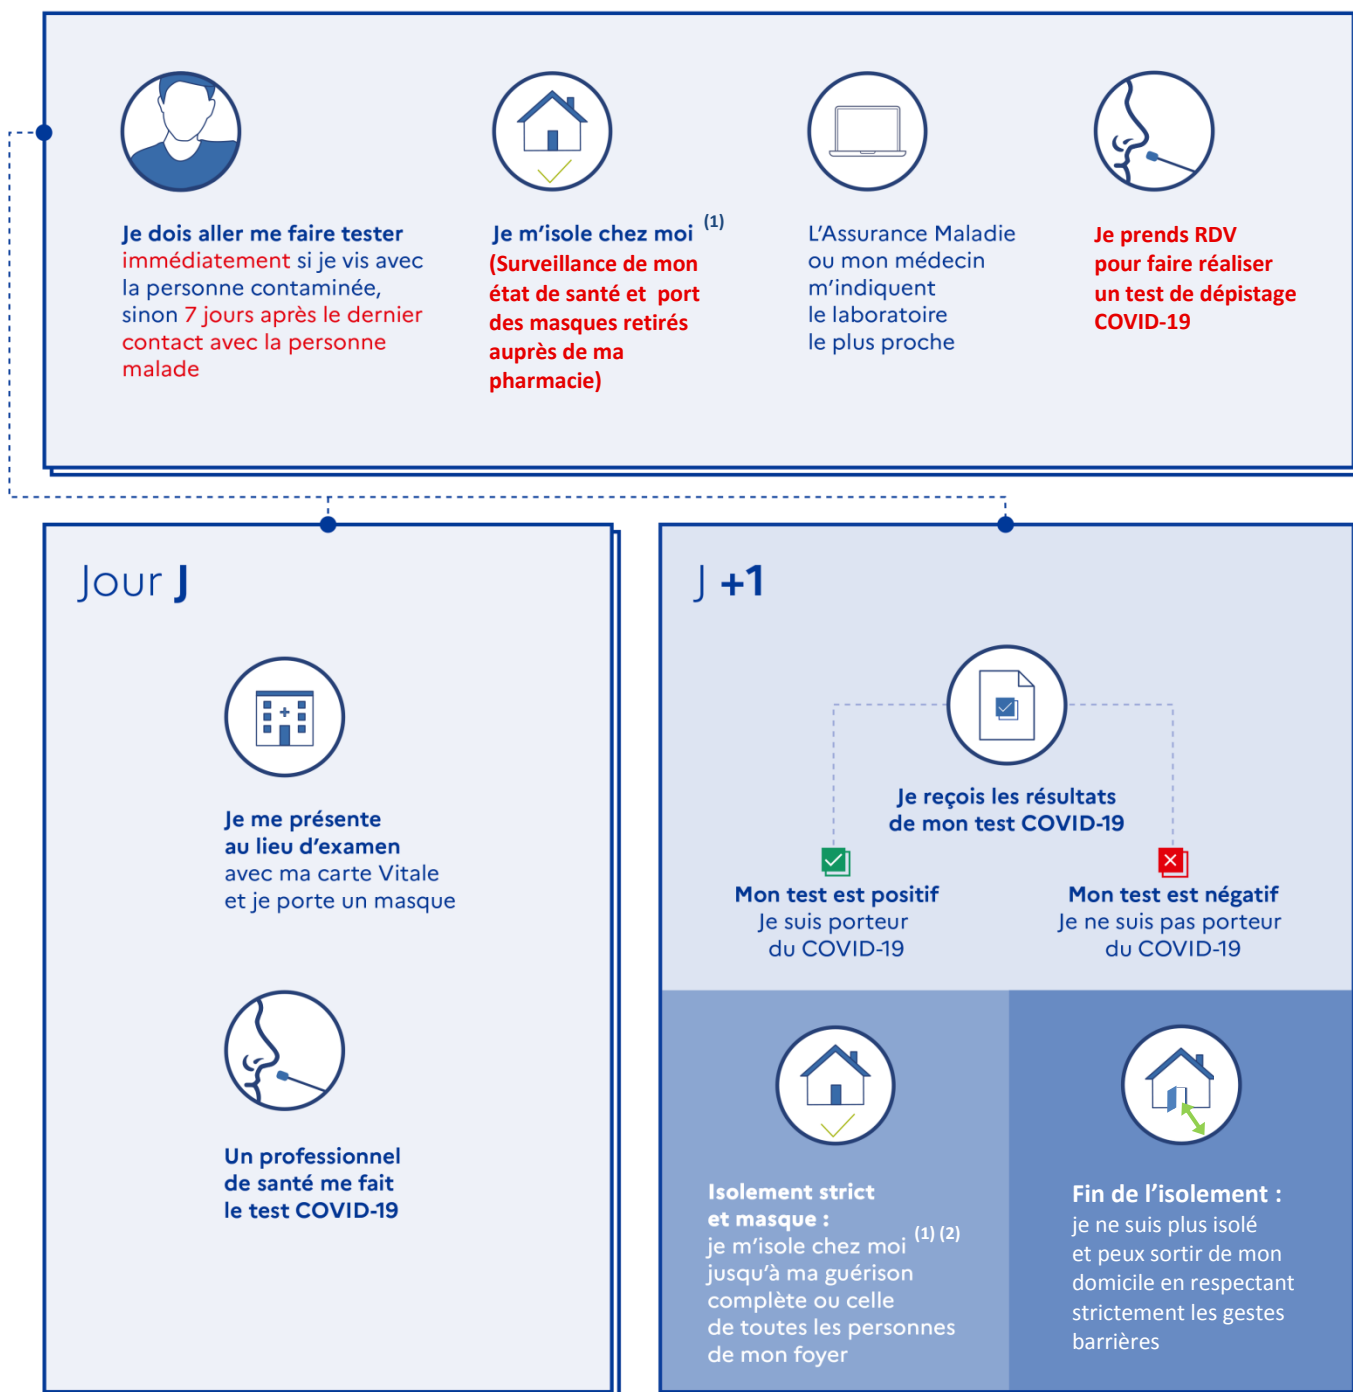 Je dois aller me faire tester
immédiatement si je vis avec
la personne contaminée,
sinon 7 jours après le dernier
contact avec la personne
malade
Je m'isole chez moi (1)
(Surveillance de mon
état de santé et port
des masques retirés
auprès de ma
pharmacie)
L'Assurance Maladie
ou mon médecin
m'indiquent
le laboratoire
le plus proche
Je prends RDV
pour faire réaliser
un test de dépistage
COVID-19
Jour J
Je me présente
au lieu d'examen
avec ma carte Vitale
et je porte un masque
Un professionnel
de santé me fait
le test COVID-19
J +1
Je reçois les résultats
de mon test COVID-19
Mon test est positif
Je suis porteur
du COVID-19
Mon test est négatif
Je ne suis pas porteur
du COVID-19
Isolement strict
et masque :
je m'isole chez moi (1) (2)
jusqu'à ma guérison
complète ou celle
de toutes les personnes
de mon foyer
Fin de l'isolement :
je ne suis plus isolé
et peux sortir de mon
domicile en respectant
strictement les gestes
barrières